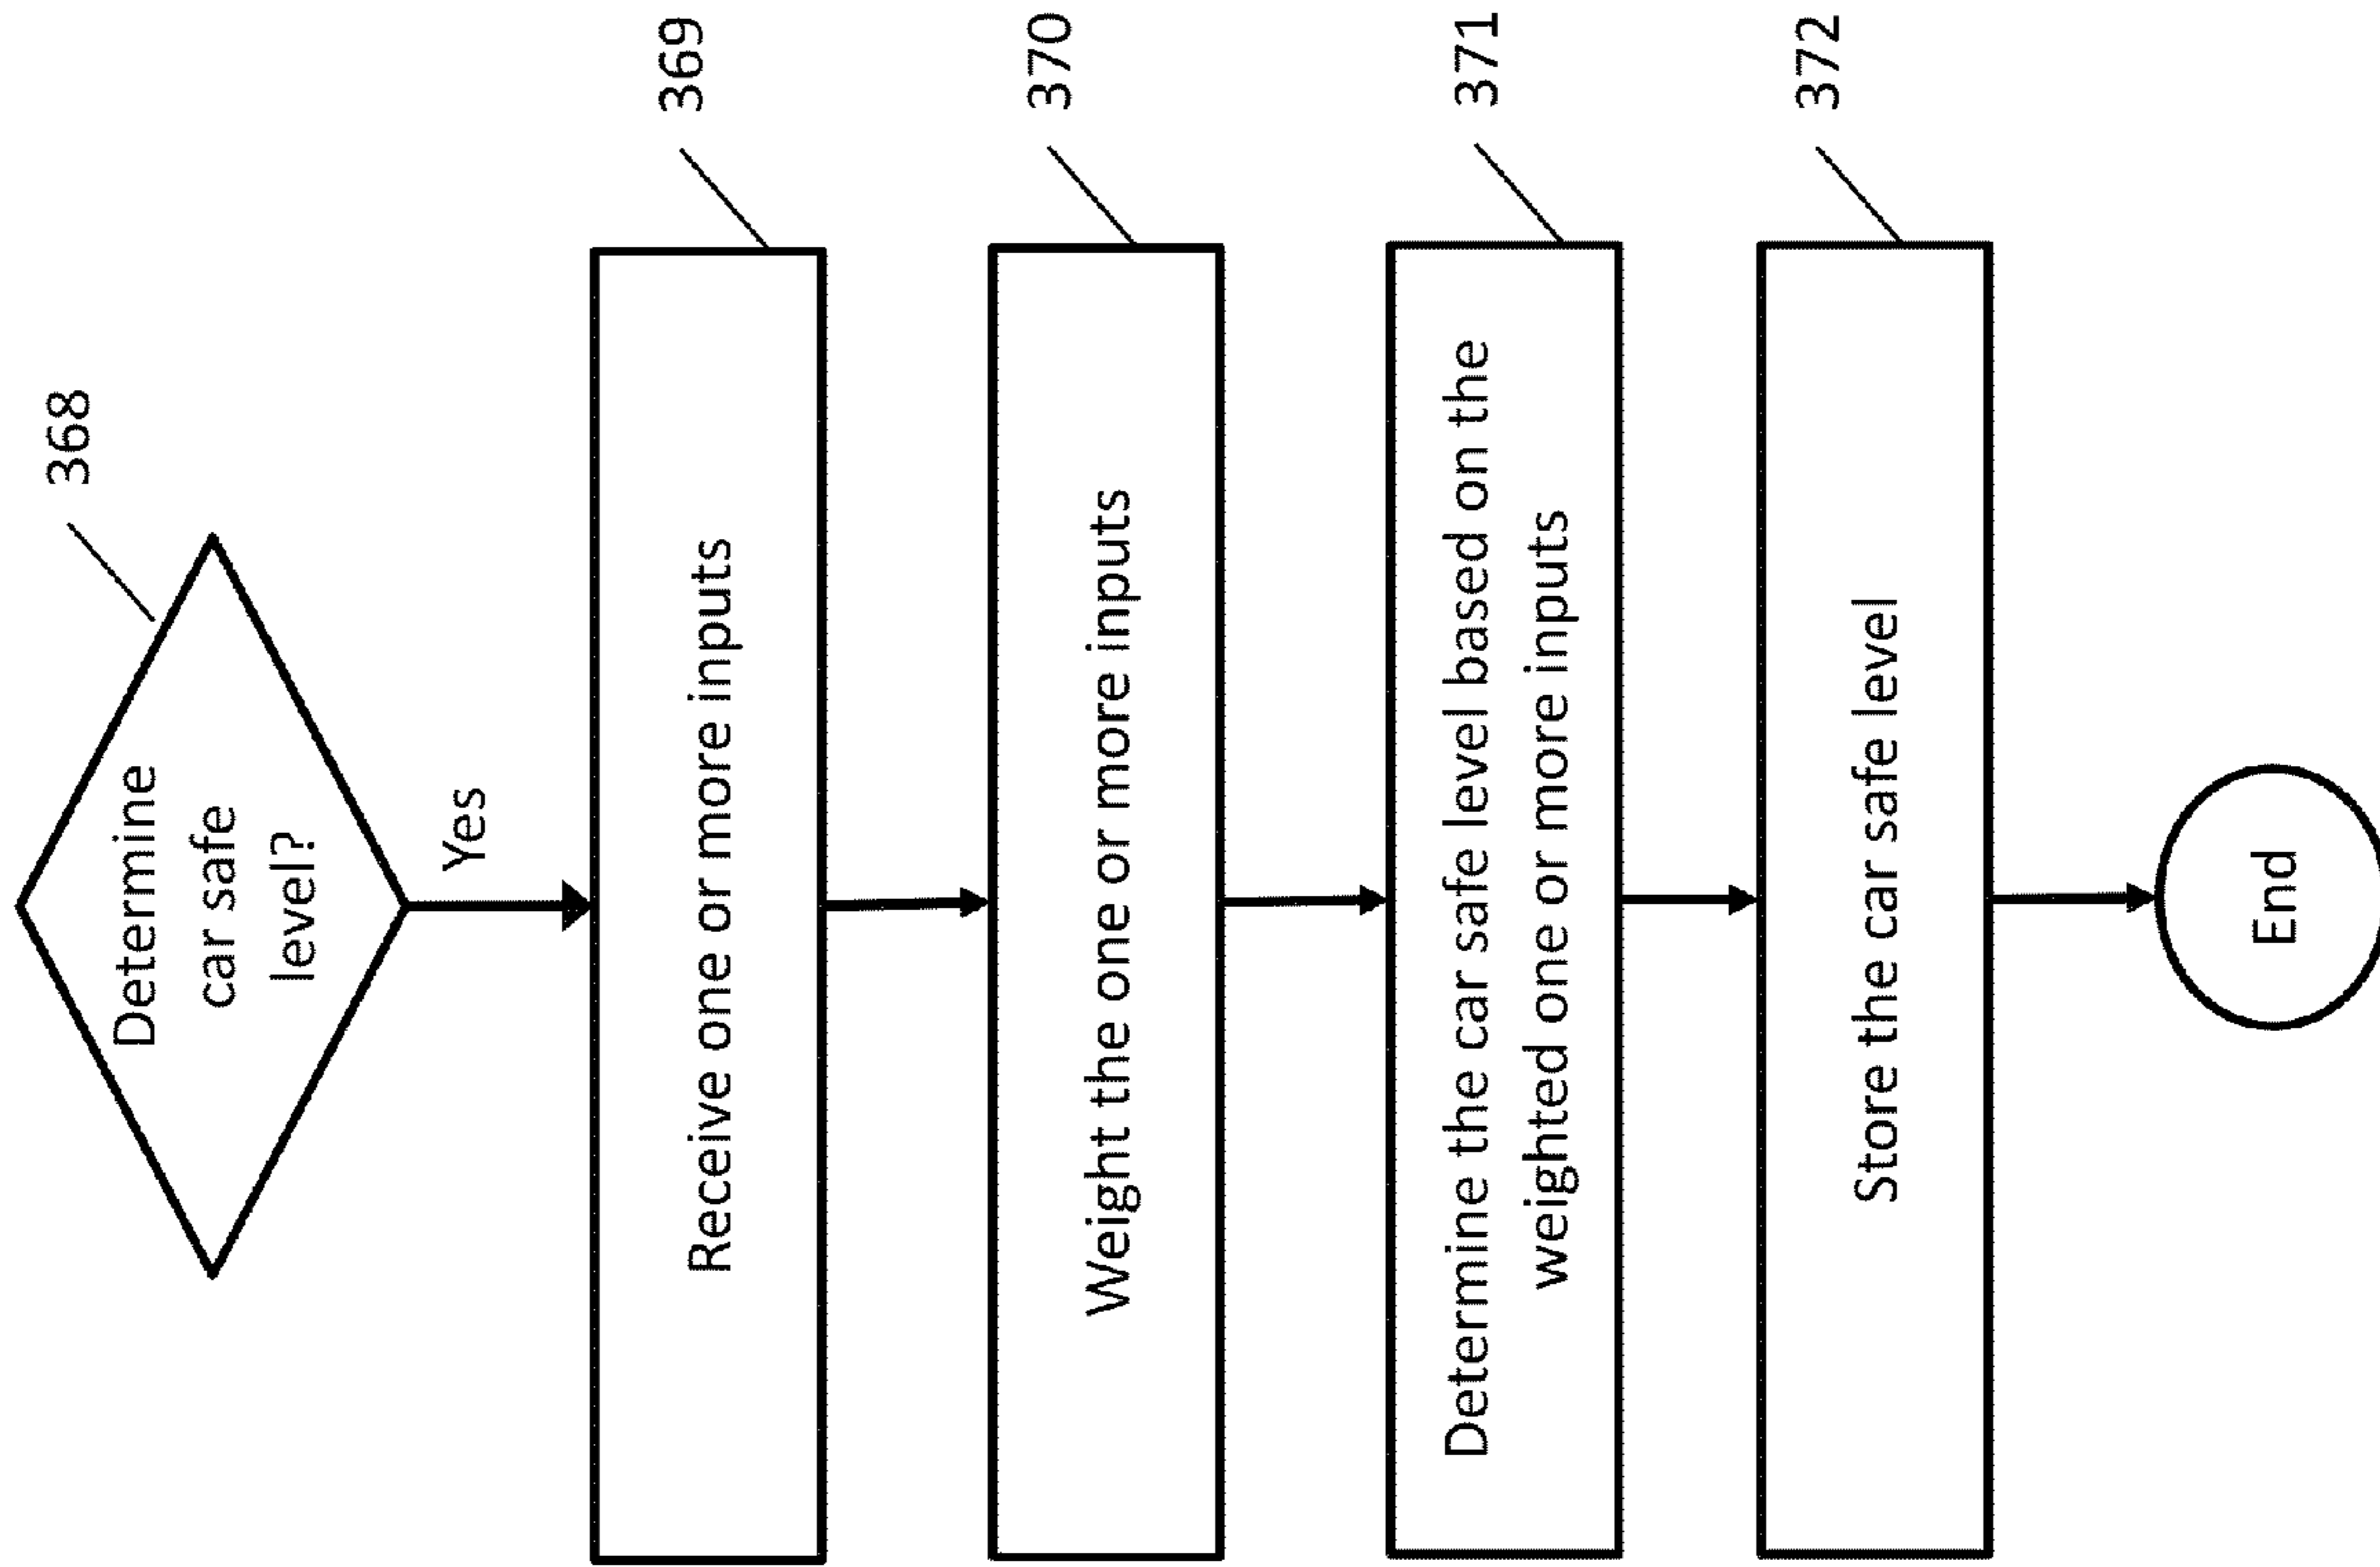 368
Determine
car safe
level?
Yes
369
Receive one or more inputs
370
Weight the one or more inputs
371
Determine the car safe level based on the
weighted one or more inputs
372
Store the car safe level
End